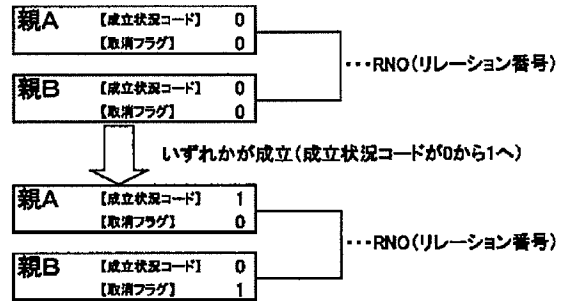 親A 【成立状況コード】 0
【取消フラグ】 0
親B 【成立状況コード】 0
【取消フラグ】 0
…RNO(リレーション番号)
いずれかが成立(成立状況コードが0から1へ)
親A 【成立状況コード】 1
【取消フラグ】 0
親B 【成立状況コード】 0
【取消フラグ】 1
…RNO(リレーション番号)